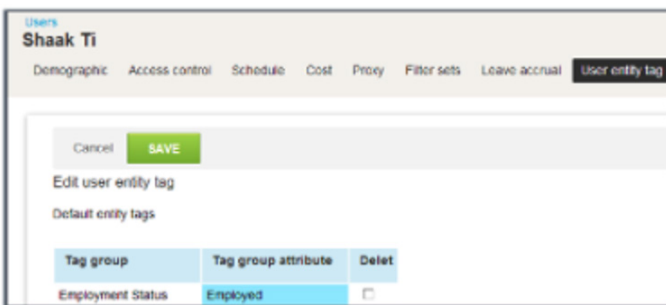 Users
Shaak Ti
Demographic Access control Schedule Cost Proxy Filter sets Leave accrual User entity tag
Cancel SAVE
Edit user entity tag
Default entity tags
Tag group Tag group attribute Delet
Employment Status Employed